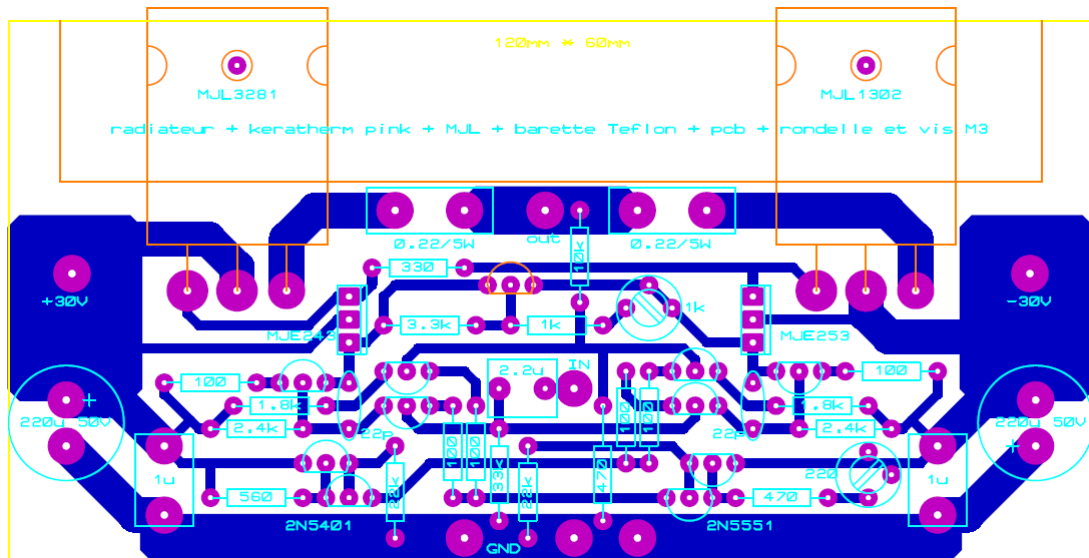 120mm * 60mm
MJL3281
MJL1302
radiateur + keratherm pink + MJL + barette Teflon + pcb + rondelle et vis M3
0.22/5W
out
0.22/5W
10k
330
+30V
-30V
1k
3.3k
1k
MJE243
MJE253
2.2u
IN
100
100
1.8k
1.8k
2.4k
2.4k
220u 50V
+
220u 50V
+
22p
22p
100
100
100
100
1u
1u
33k
22k
22k
470
220
560
470
2N5401
2N5551
GND